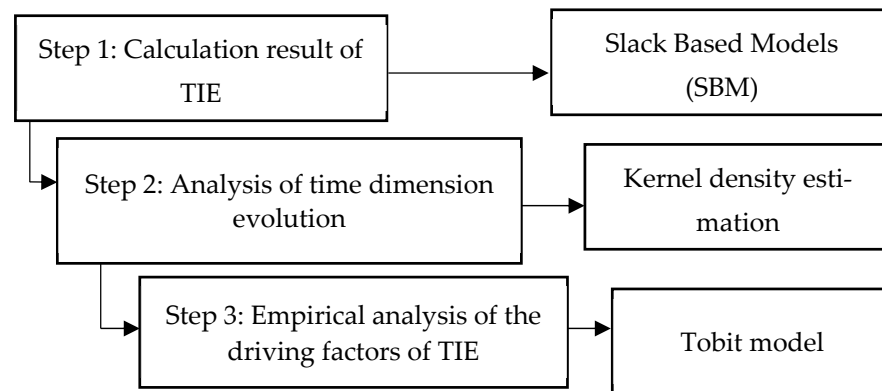 Step 1: Calculation result of
TIE
Slack Based Models
(SBM)
Step 2: Analysis of time dimension
evolution
Kernel density esti-
mation
Step 3: Empirical analysis of the
driving factors of TIE
Tobit model